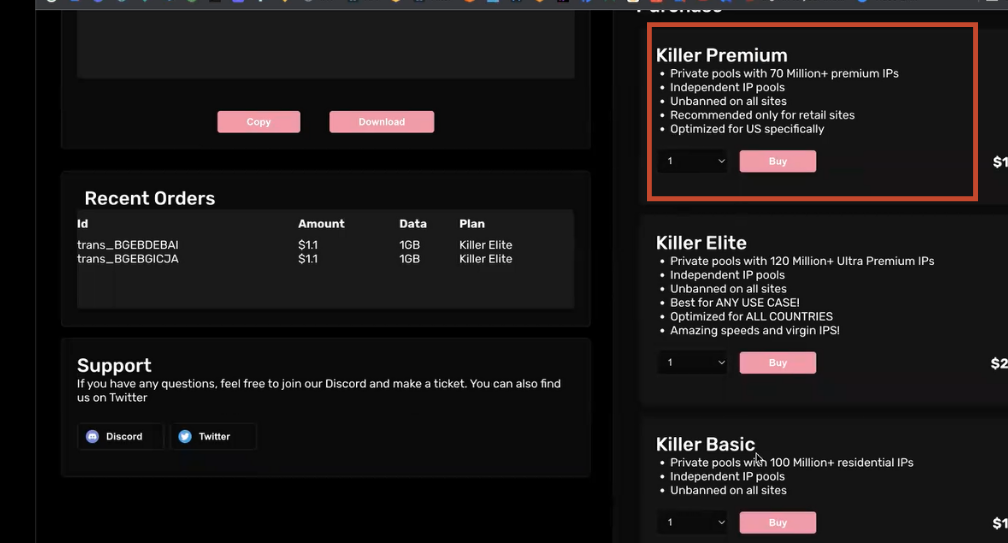 Killer Premium
• Private pools with 70 Million+ premium IPs
• Independent IP pools
• Unbanned on all sites
• Recommended only for retail sites
• Optimized for US specifically
1
Buy
$1
Copy
Download
Recent Orders
Id Amount Data Plan
trans_BGEBDEBAI $1.1 1GB Killer Elite
trans_BGEBGICJA $1.1 1GB Killer Elite
Killer Elite
• Private pools with 120 Million+ Ultra Premium IPs
• Independent IP pools
• Unbanned on all sites
• Best for ANY USE CASE!
• Optimized for ALL COUNTRIES
• Amazing speeds and virgin IPS!
1
Buy
$2
Support
If you have any questions, feel free to join our Discord and make a ticket. You can also find
us on Twitter
Discord
Twitter
Killer Basic
• Private pools with 100 Million+ residential IPs
• Independent IP pools
• Unbanned on all sites
1
Buy
$1